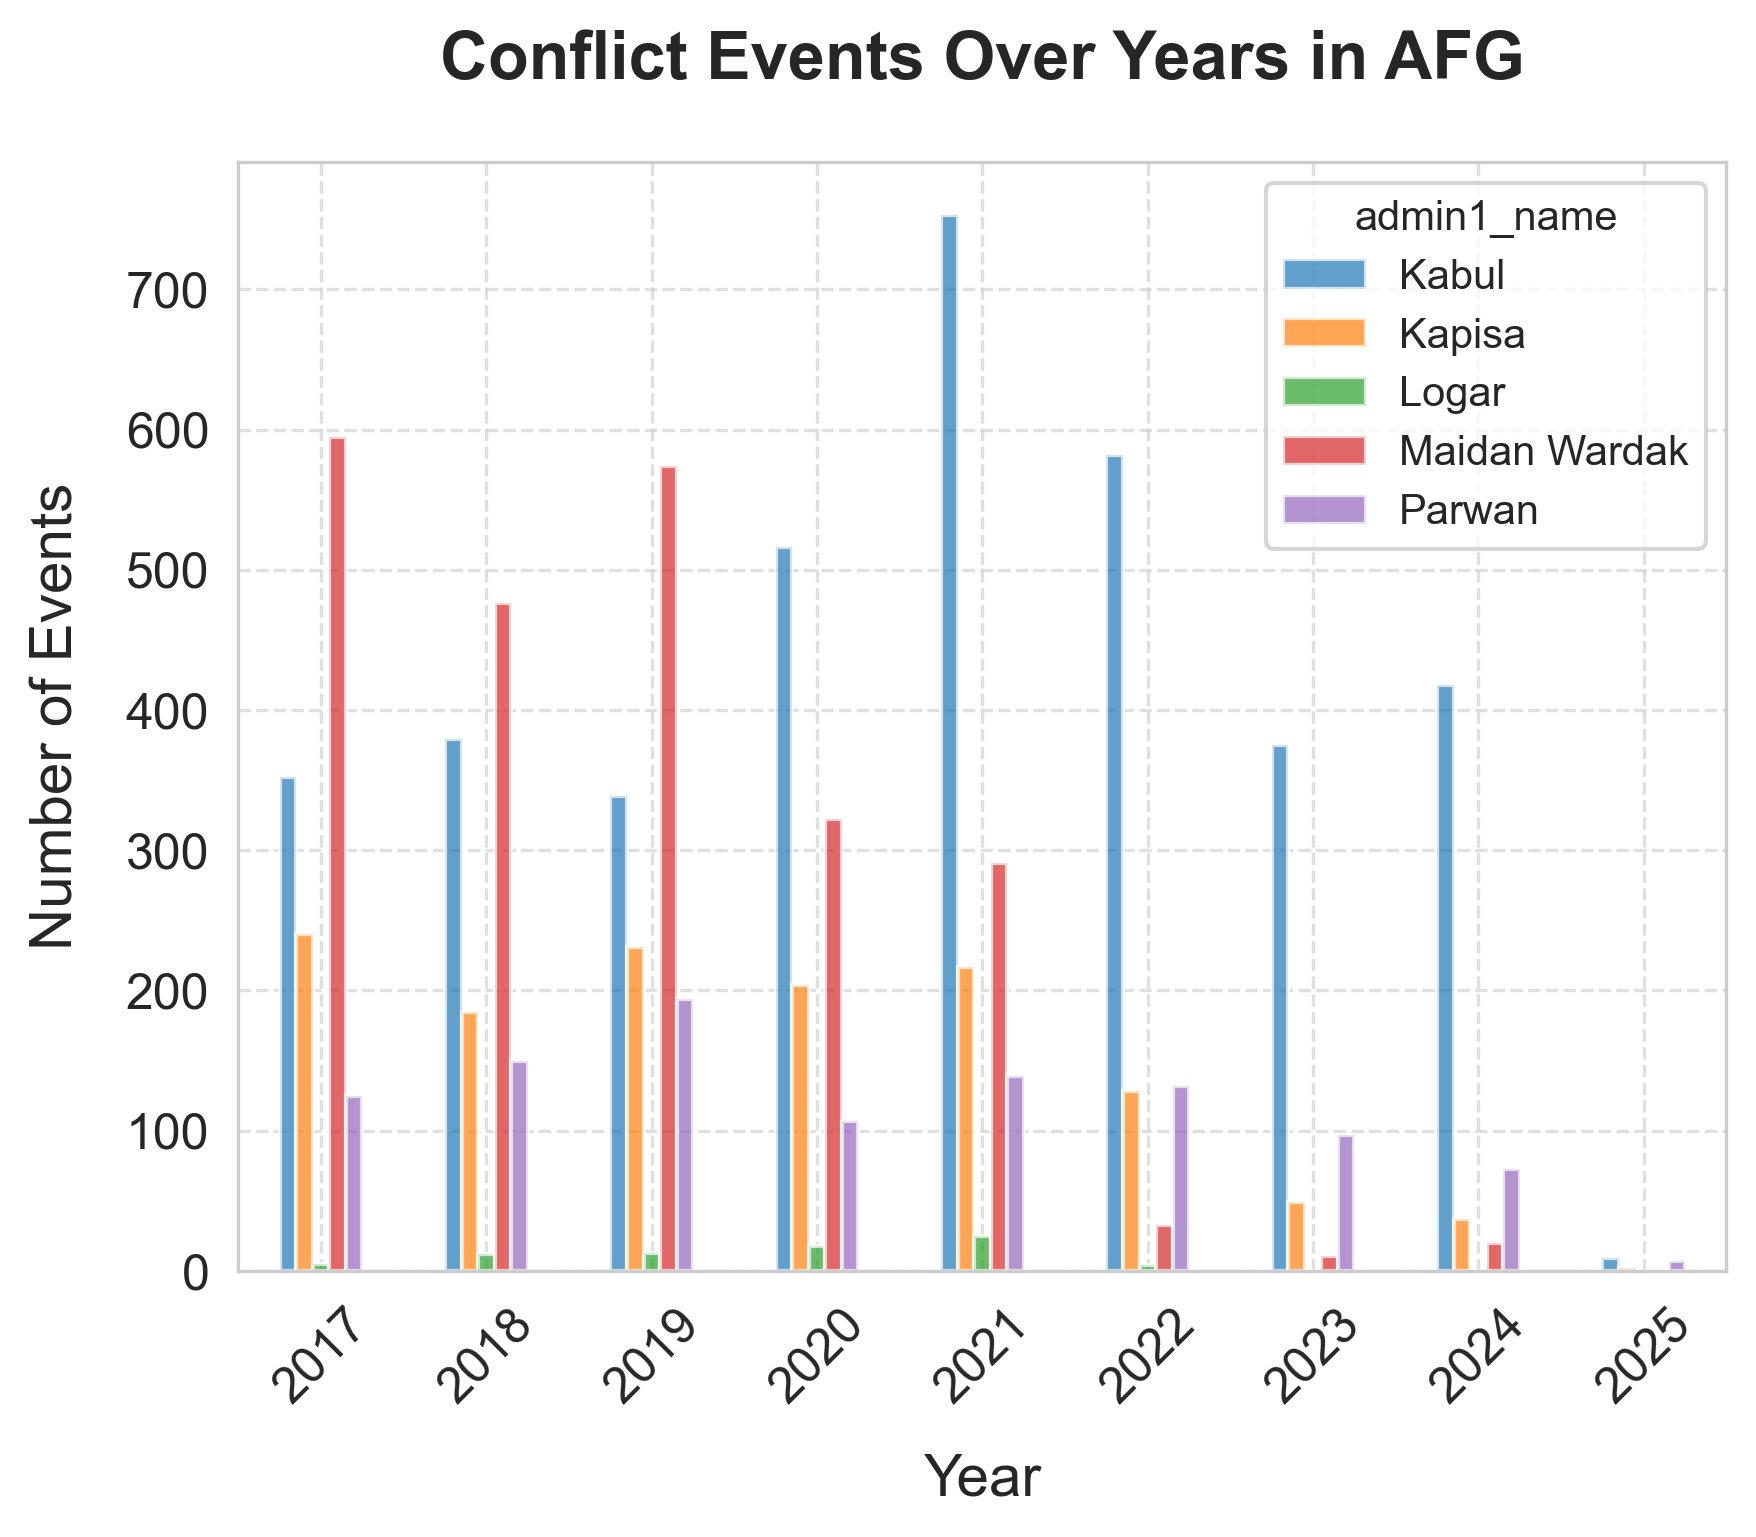 Conflict Events Over Years in AFG
admin1_name
Kabul
Kapisa
Logar
Maidan Wardak
Parwan
Number of Events
700
600
500
400
300
200
100
0
2017
2018
2019
2020
2021
2022
2023
2024
2025
Year